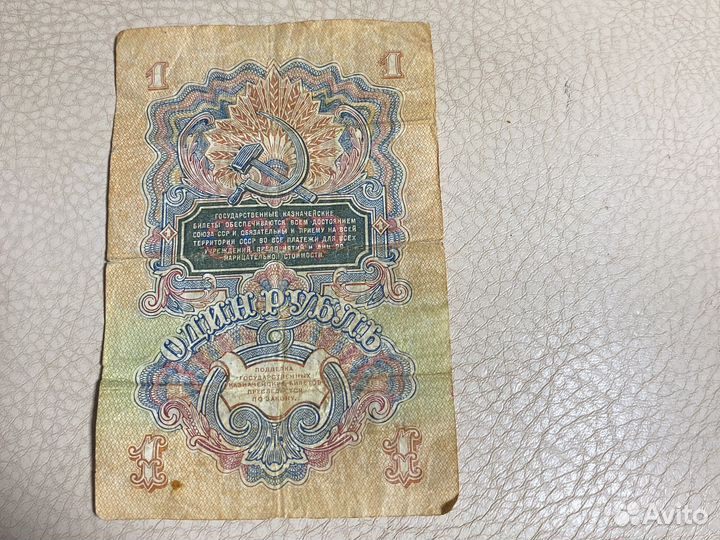 1 1
ГОСУДАРСТВЕННЫЕ КАЗНАЧЕЙСКИЕ
БИЛЕТЫ ОБЕСПЕЧИВАЮТСЯ ВСЕМ ДОСТОЯНИЕМ
СОЮЗА ССР И ОБЯЗАТЕЛЬНЫ К ПРИЕМУ НА ВСЕЙ
ТЕРРИТОРИИ СССР ВО ВСЕ ПЛАТЕЖИ ДЛЯ ВСЕХ
УЧРЕЖДЕНИЙ, ПРЕДПРИЯТИЙ И ЛИЦ ПО
НАРИЦАТЕЛЬНОЙ СТОИМОСТИ.
1 1
ОДИН РУБЛЬ
ПОДДЕЛКА
ГОСУДАРСТВЕННЫХ
КАЗНАЧЕЙСКИХ БИЛЕТОВ
ПРЕСЛЕДУЕТСЯ
ПО ЗАКОНУ.
1 1
Avito